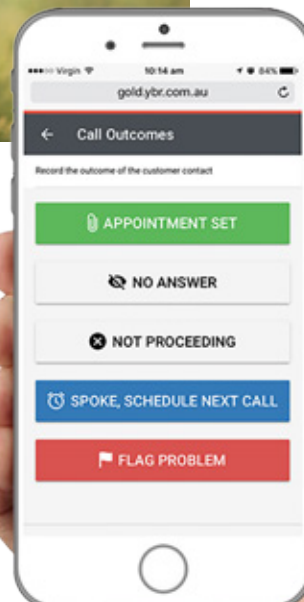 Virgin 10:14 am 84%
gold.ybr.com.au
Call Outcomes
Record the outcome of the customer contact
APPOINTMENT SET
NO ANSWER
NOT PROCEEDING
SPOKE, SCHEDULE NEXT CALL
FLAG PROBLEM